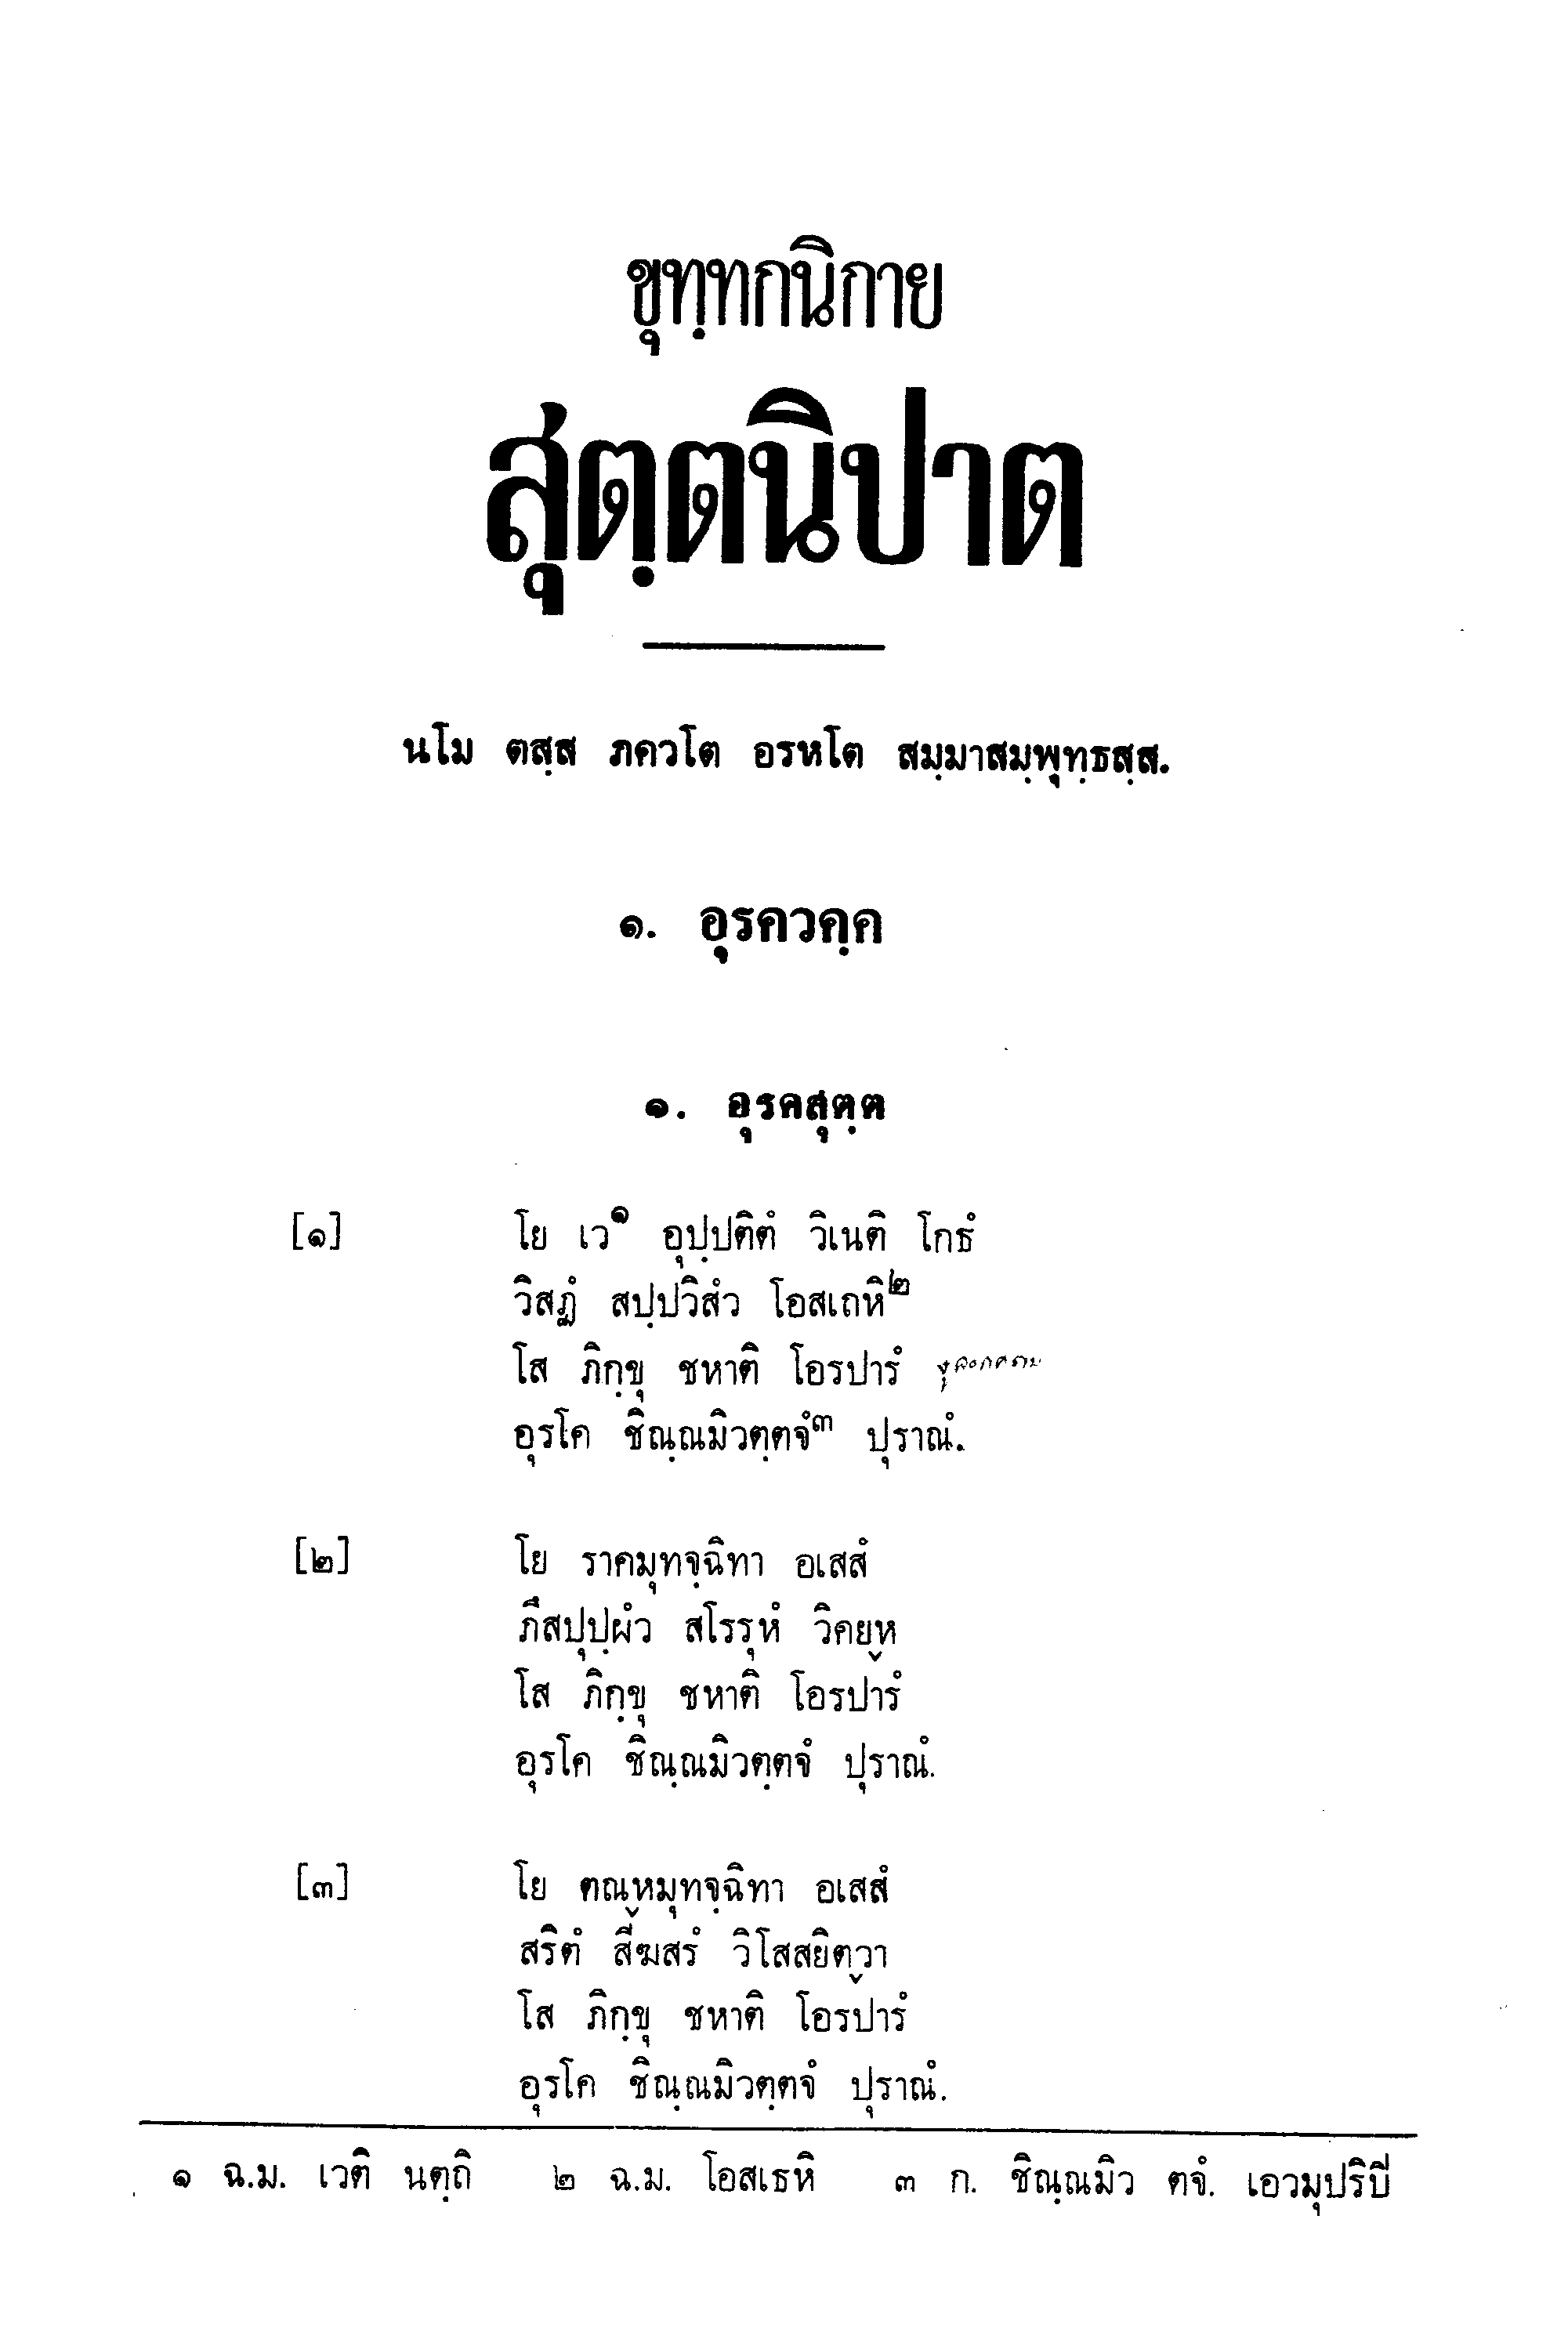 ขุทฺทกนิกาย
สุตฺตนิปาต
นโม ตสฺส ภควโต อรหโต สมฺมาสมฺพุทฺธสฺส.
๑. อุรควคฺค
๑. อุรคสุตฺต
[๑] โย เว๑ อุปฺปติตํ วิเนติ โกธํ
วิสฏํ สปฺปวิสํว โอสเถหิ๒
โส ภิกฺขุ ชหาติ โอรปารํ
อุรโค ชิณฺณมิวตฺตจํ๓ ปุราณํ.
[๒] โย ราคมุทจฺฉิทา อเสสํ
ภึสปุปฺผํว สโรรุหํ วิคยฺห
โส ภิกฺขุ ชหาติ โอรปารํ
อุรโค ชิณฺณมิวตฺตจํ ปุราณํ.
[๓] โย ตณฺหมุทจฺฉิทา อเสสํ
สริตํ สีฆสรํ วิโสสยิตฺวา
โส ภิกฺขุ ชหาติ โอรปารํ
อุรโค ชิณฺณมิวตฺตจํ ปุราณํ.
๑ ฉ.ม. เวติ นตฺถิ ๒ ฉ.ม. โอสเธหิ ๓ ก. ชิณฺณมิว ตจํ. เอวมุปริปี